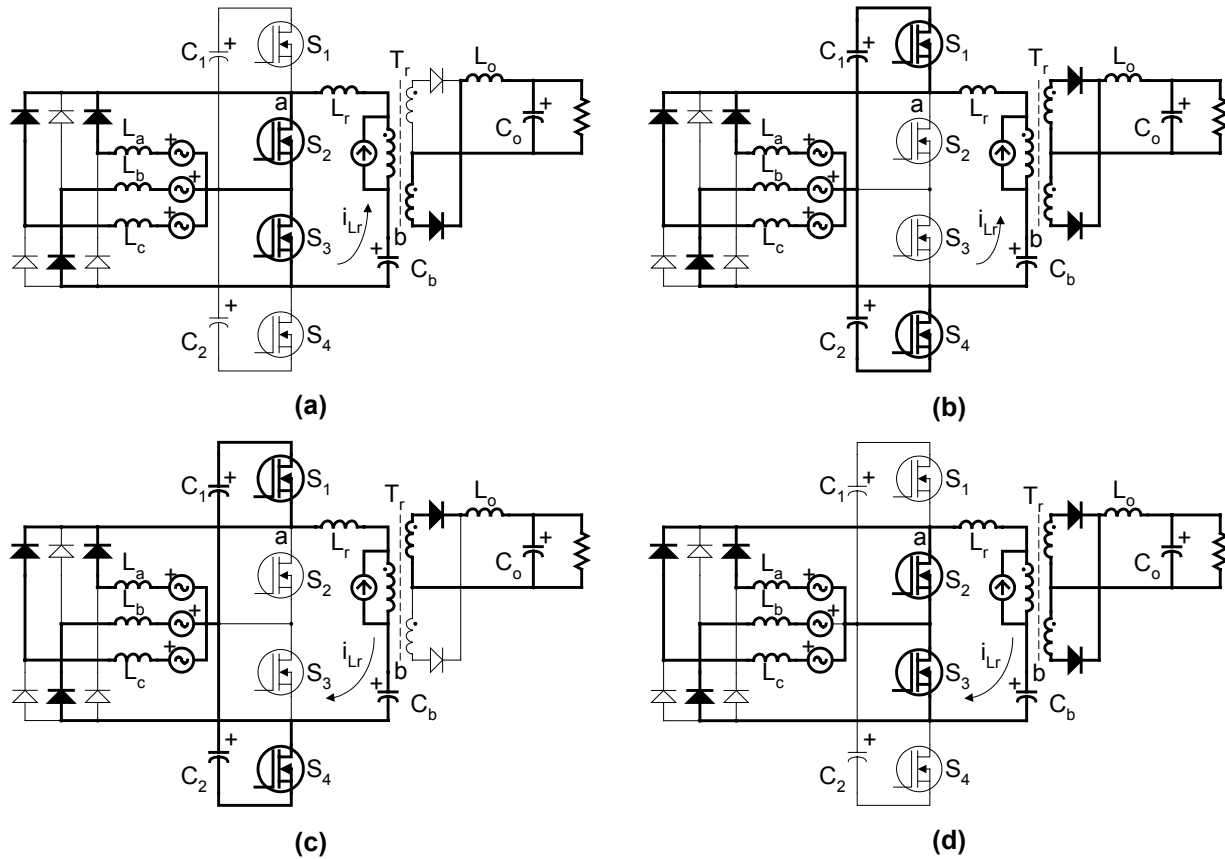 C1 + S1
Tr Lo
a
Lr
La + S2 Co +
Lb +
Lc + S3 iLr
b
+ Cb
C2 + S4
(a)
C1 + S1
Tr Lo
a
Lr
La + S2 Co +
Lb +
Lc + S3 iLr
b
+ Cb
C2 + S4
(b)
C1 + S1
Tr Lo
a
Lr
La + S2 Co +
Lb +
Lc + S3 iLr
b
+ Cb
C2 + S4
(c)
C1 + S1
Tr Lo
a
Lr
La + S2 Co +
Lb +
Lc + S3 iLr
b
+ Cb
C2 + S4
(d)